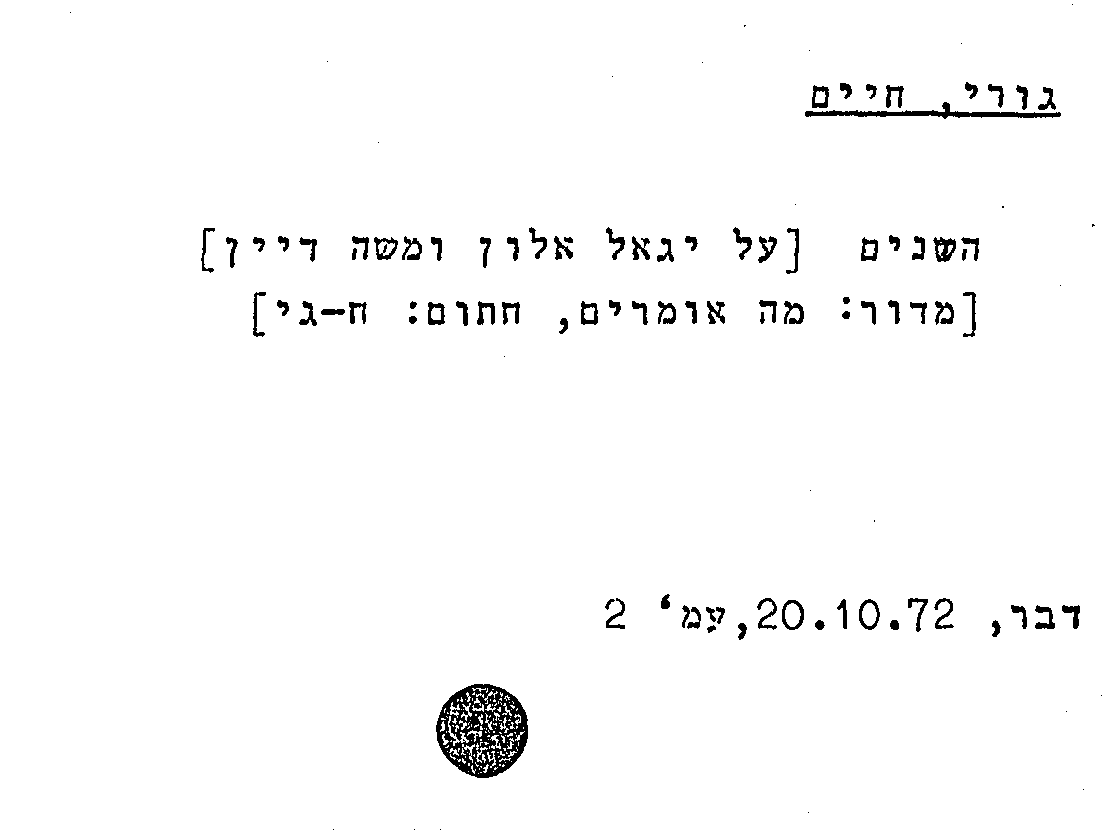 גורי, חיים
השנים [על יגאל אלון ומשה דיין]
[מדור: מה אומרים, חתום: ח-גי]
דבר, 20.10.72, עמ' 2